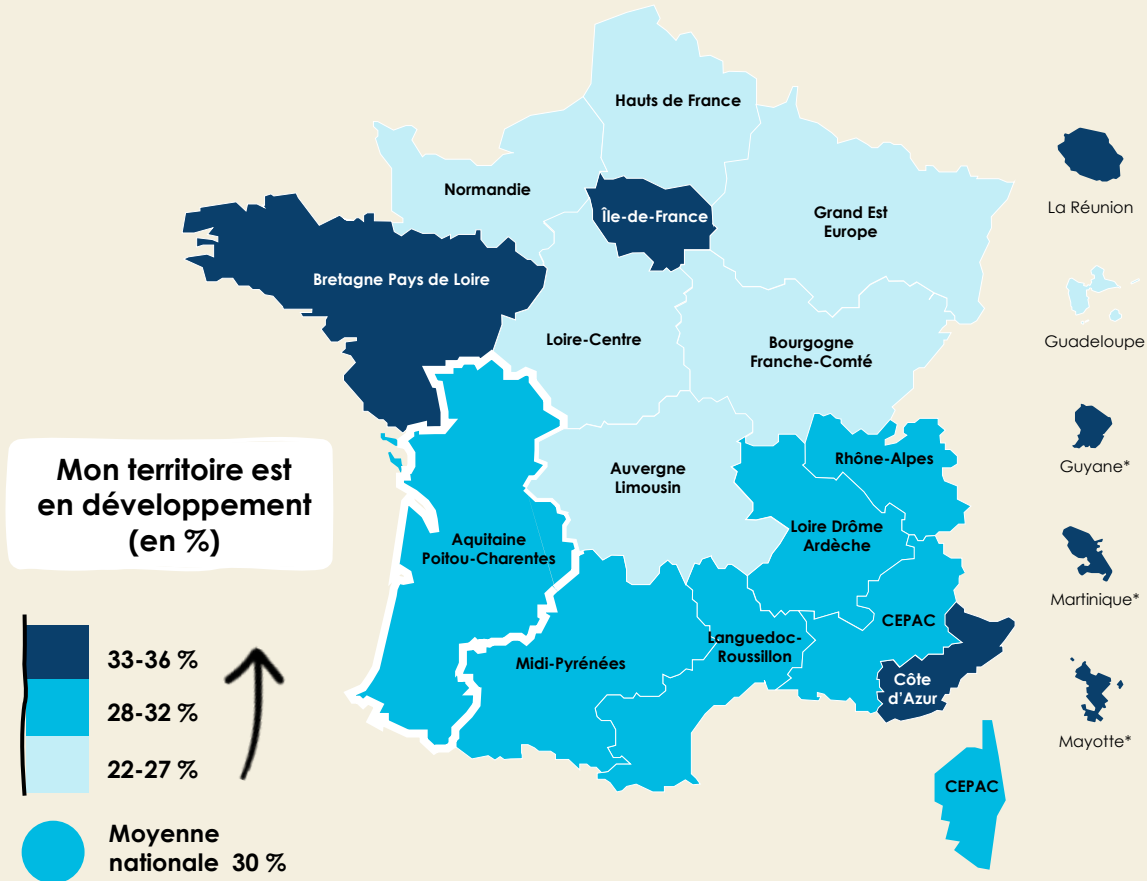 Hauts de France
Normandie
Île-de-France
Grand Est
Europe
La Réunion
Bretagne Pays de Loire
Loire-Centre
Bourgogne
Franche-Comté
Guadeloupe
Mon territoire est
en développement
(en %)
Auvergne
Limousin
Rhône-Alpes
Guyane*
Aquitaine
Poitou-Charentes
Loire Drôme
Ardèche
Martinique*
CEPAC
Languedoc-
Roussillon
Midi-Pyrénées
Côte
d'Azur
Mayotte*
CEPAC
33-36 %
28-32 %
22-27 %
Moyenne
nationale 30 %